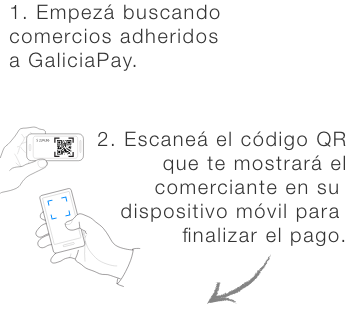 1. Empezá buscando
comercios adheridos
a GaliciaPay.
2. Escaneá el código QR
que te mostrará el
comerciante en su
dispositivo móvil para
finalizar el pago.